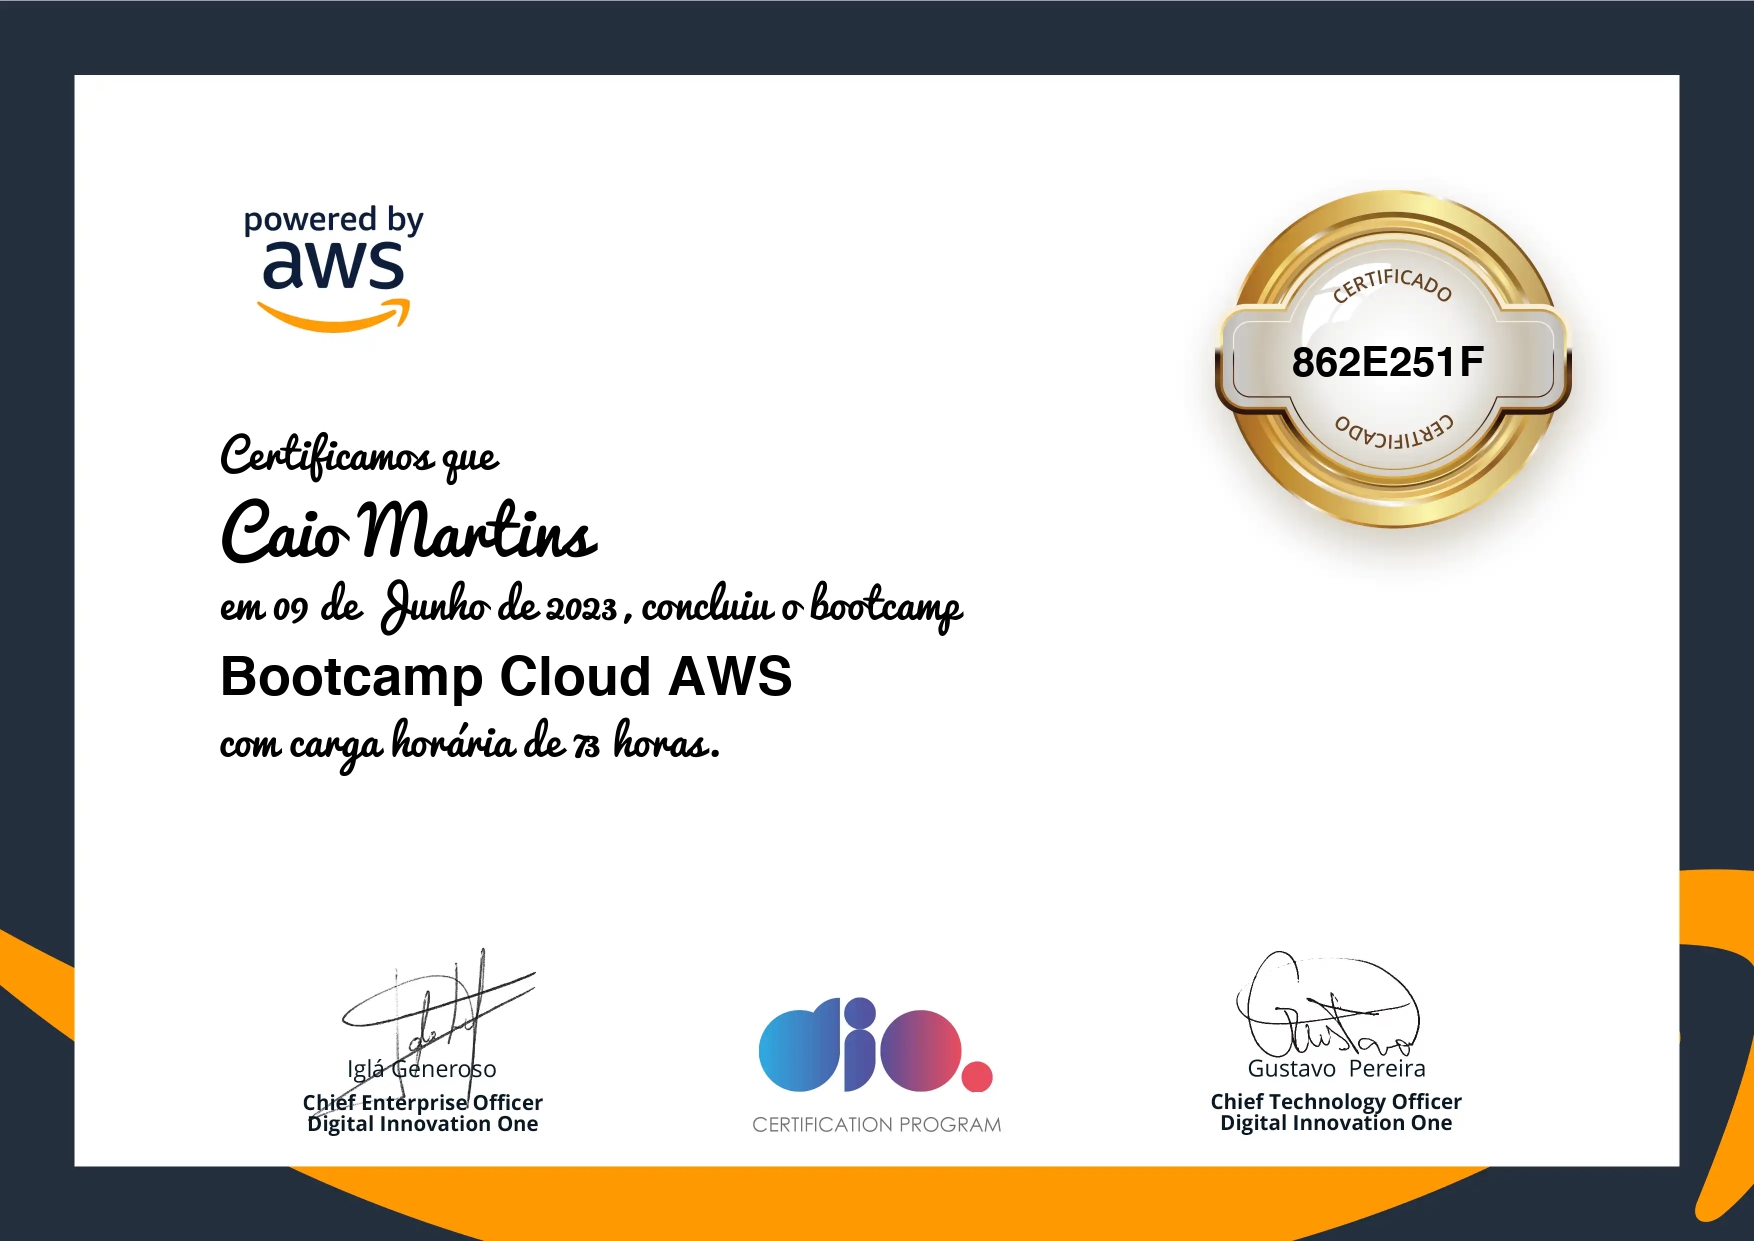 powered by
aws
CERTIFICADO
862E251F
CERTIFICADO
Certificamos que
Caio Martins
em 09 de Junho de 2023, concluiu o bootcamp
Bootcamp Cloud AWS
com carga horária de 73 horas.
Iglá Generoso
Chief Enterprise Officer
Digital Innovation One
dio.
CERTIFICATION PROGRAM
Gustavo
Gustavo Pereira
Chief Technology Officer
Digital Innovation One